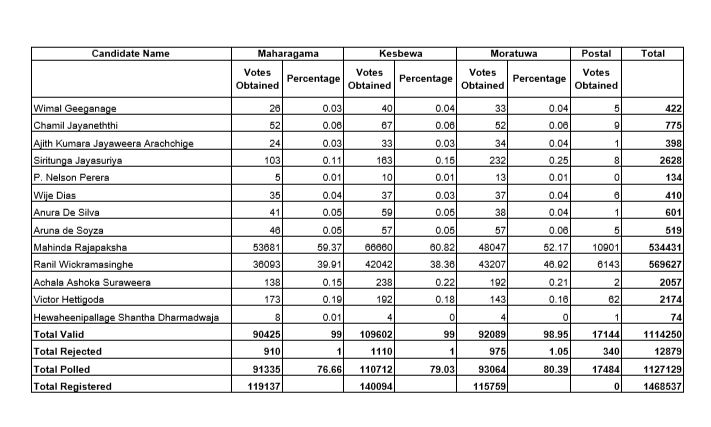 Candidate Name Maharagama Kesbewa Moratuwa Postal Total
Votes Obtained Percentage Votes Obtained Percentage Votes Obtained Percentage Votes Obtained
Wimal Geeganage 26 0.03 40 0.04 33 0.04 5 422
Chamil Jayaneththi 52 0.06 67 0.06 52 0.06 9 775
Ajith Kumara Jayaweera Arachchige 24 0.03 33 0.03 34 0.04 1 398
Siritunga Jayasuriya 103 0.11 163 0.15 232 0.25 8 2628
P. Nelson Perera 5 0.01 10 0.01 13 0.01 0 134
Wije Dias 35 0.04 37 0.03 37 0.04 6 410
Anura De Silva 41 0.05 59 0.05 38 0.04 1 601
Aruna de Soyza 46 0.05 57 0.05 57 0.06 5 519
Mahinda Rajapaksha 53681 59.37 66660 60.82 48047 52.17 10901 534431
Ranil Wickramasinghe 36093 39.91 42042 38.36 43207 46.92 6143 569627
Achala Ashoka Suraweera 138 0.15 238 0.22 192 0.21 2 2057
Victor Hettigoda 173 0.19 192 0.18 143 0.16 62 2174
Hewaheenipallage Shantha Dharmadwaja 8 0.01 4 0 4 0 1 74
Total Valid 90425 99 109602 99 92089 98.95 17144 1114250
Total Rejected 910 1 1110 1 975 1.05 340 12879
Total Polled 91335 76.66 110712 79.03 93064 80.39 17484 1127129
Total Registered 119137 140094 115759 0 1468537